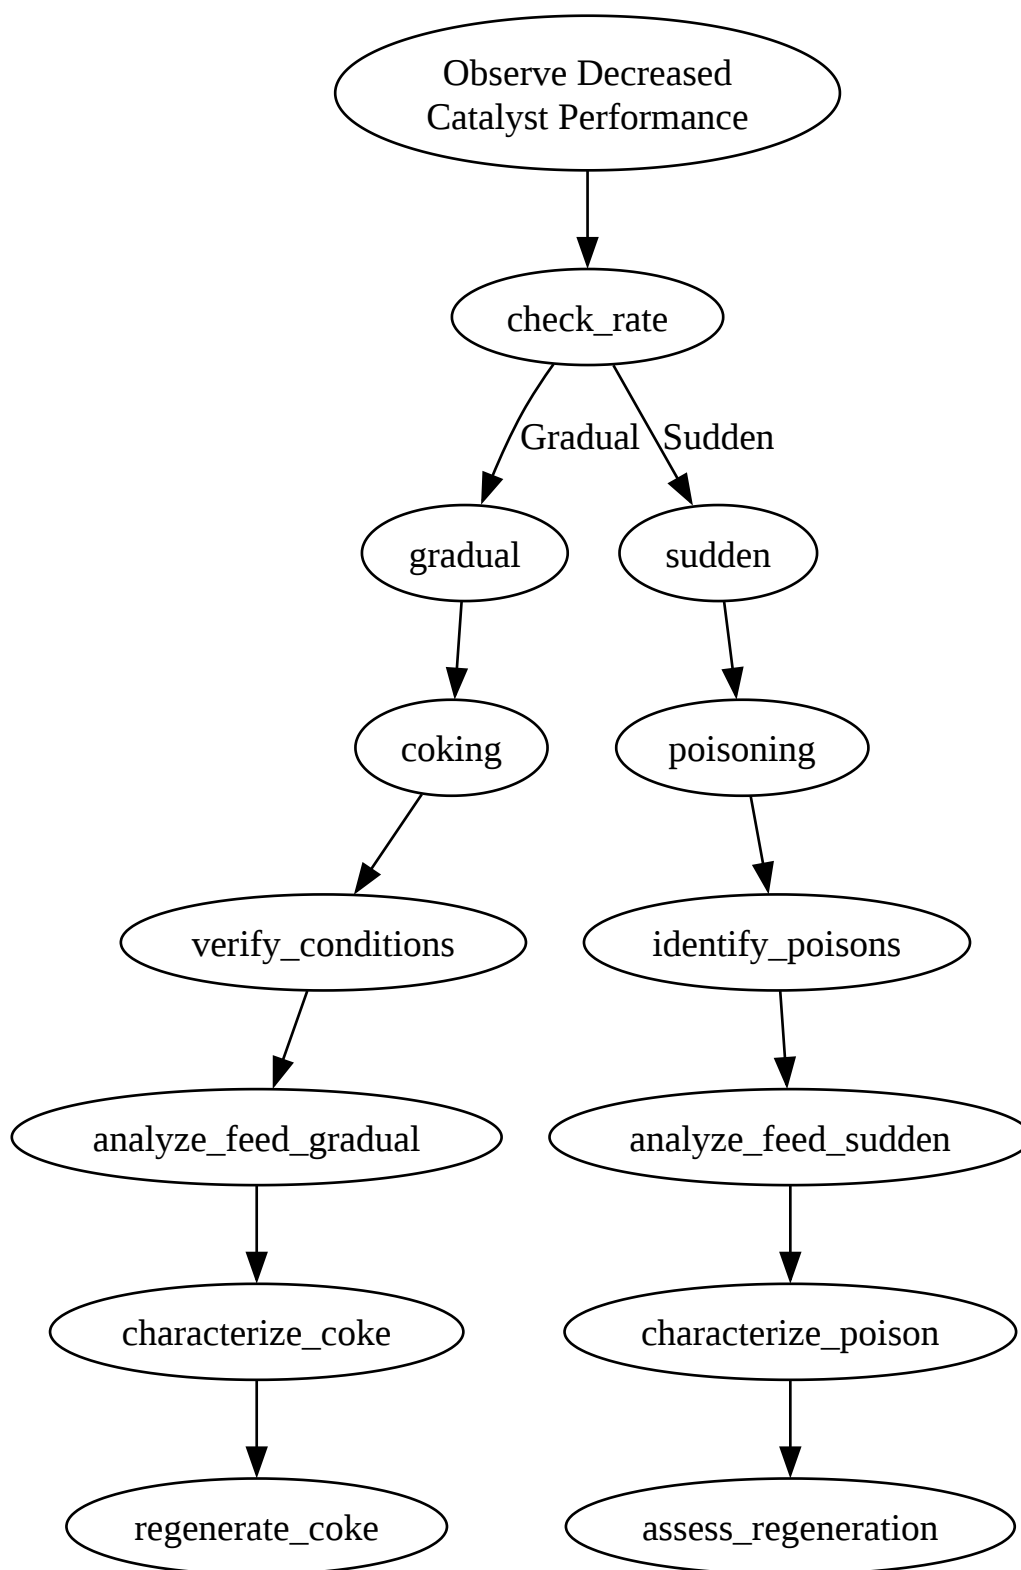 Observe Decreased
Catalyst Performance
check_rate
Gradual
Sudden
gradual
sudden
coking
poisoning
verify_conditions
identify_poisons
analyze_feed_gradual
analyze_feed_sudden
characterize_coke
characterize_poison
regenerate_coke
assess_regeneration